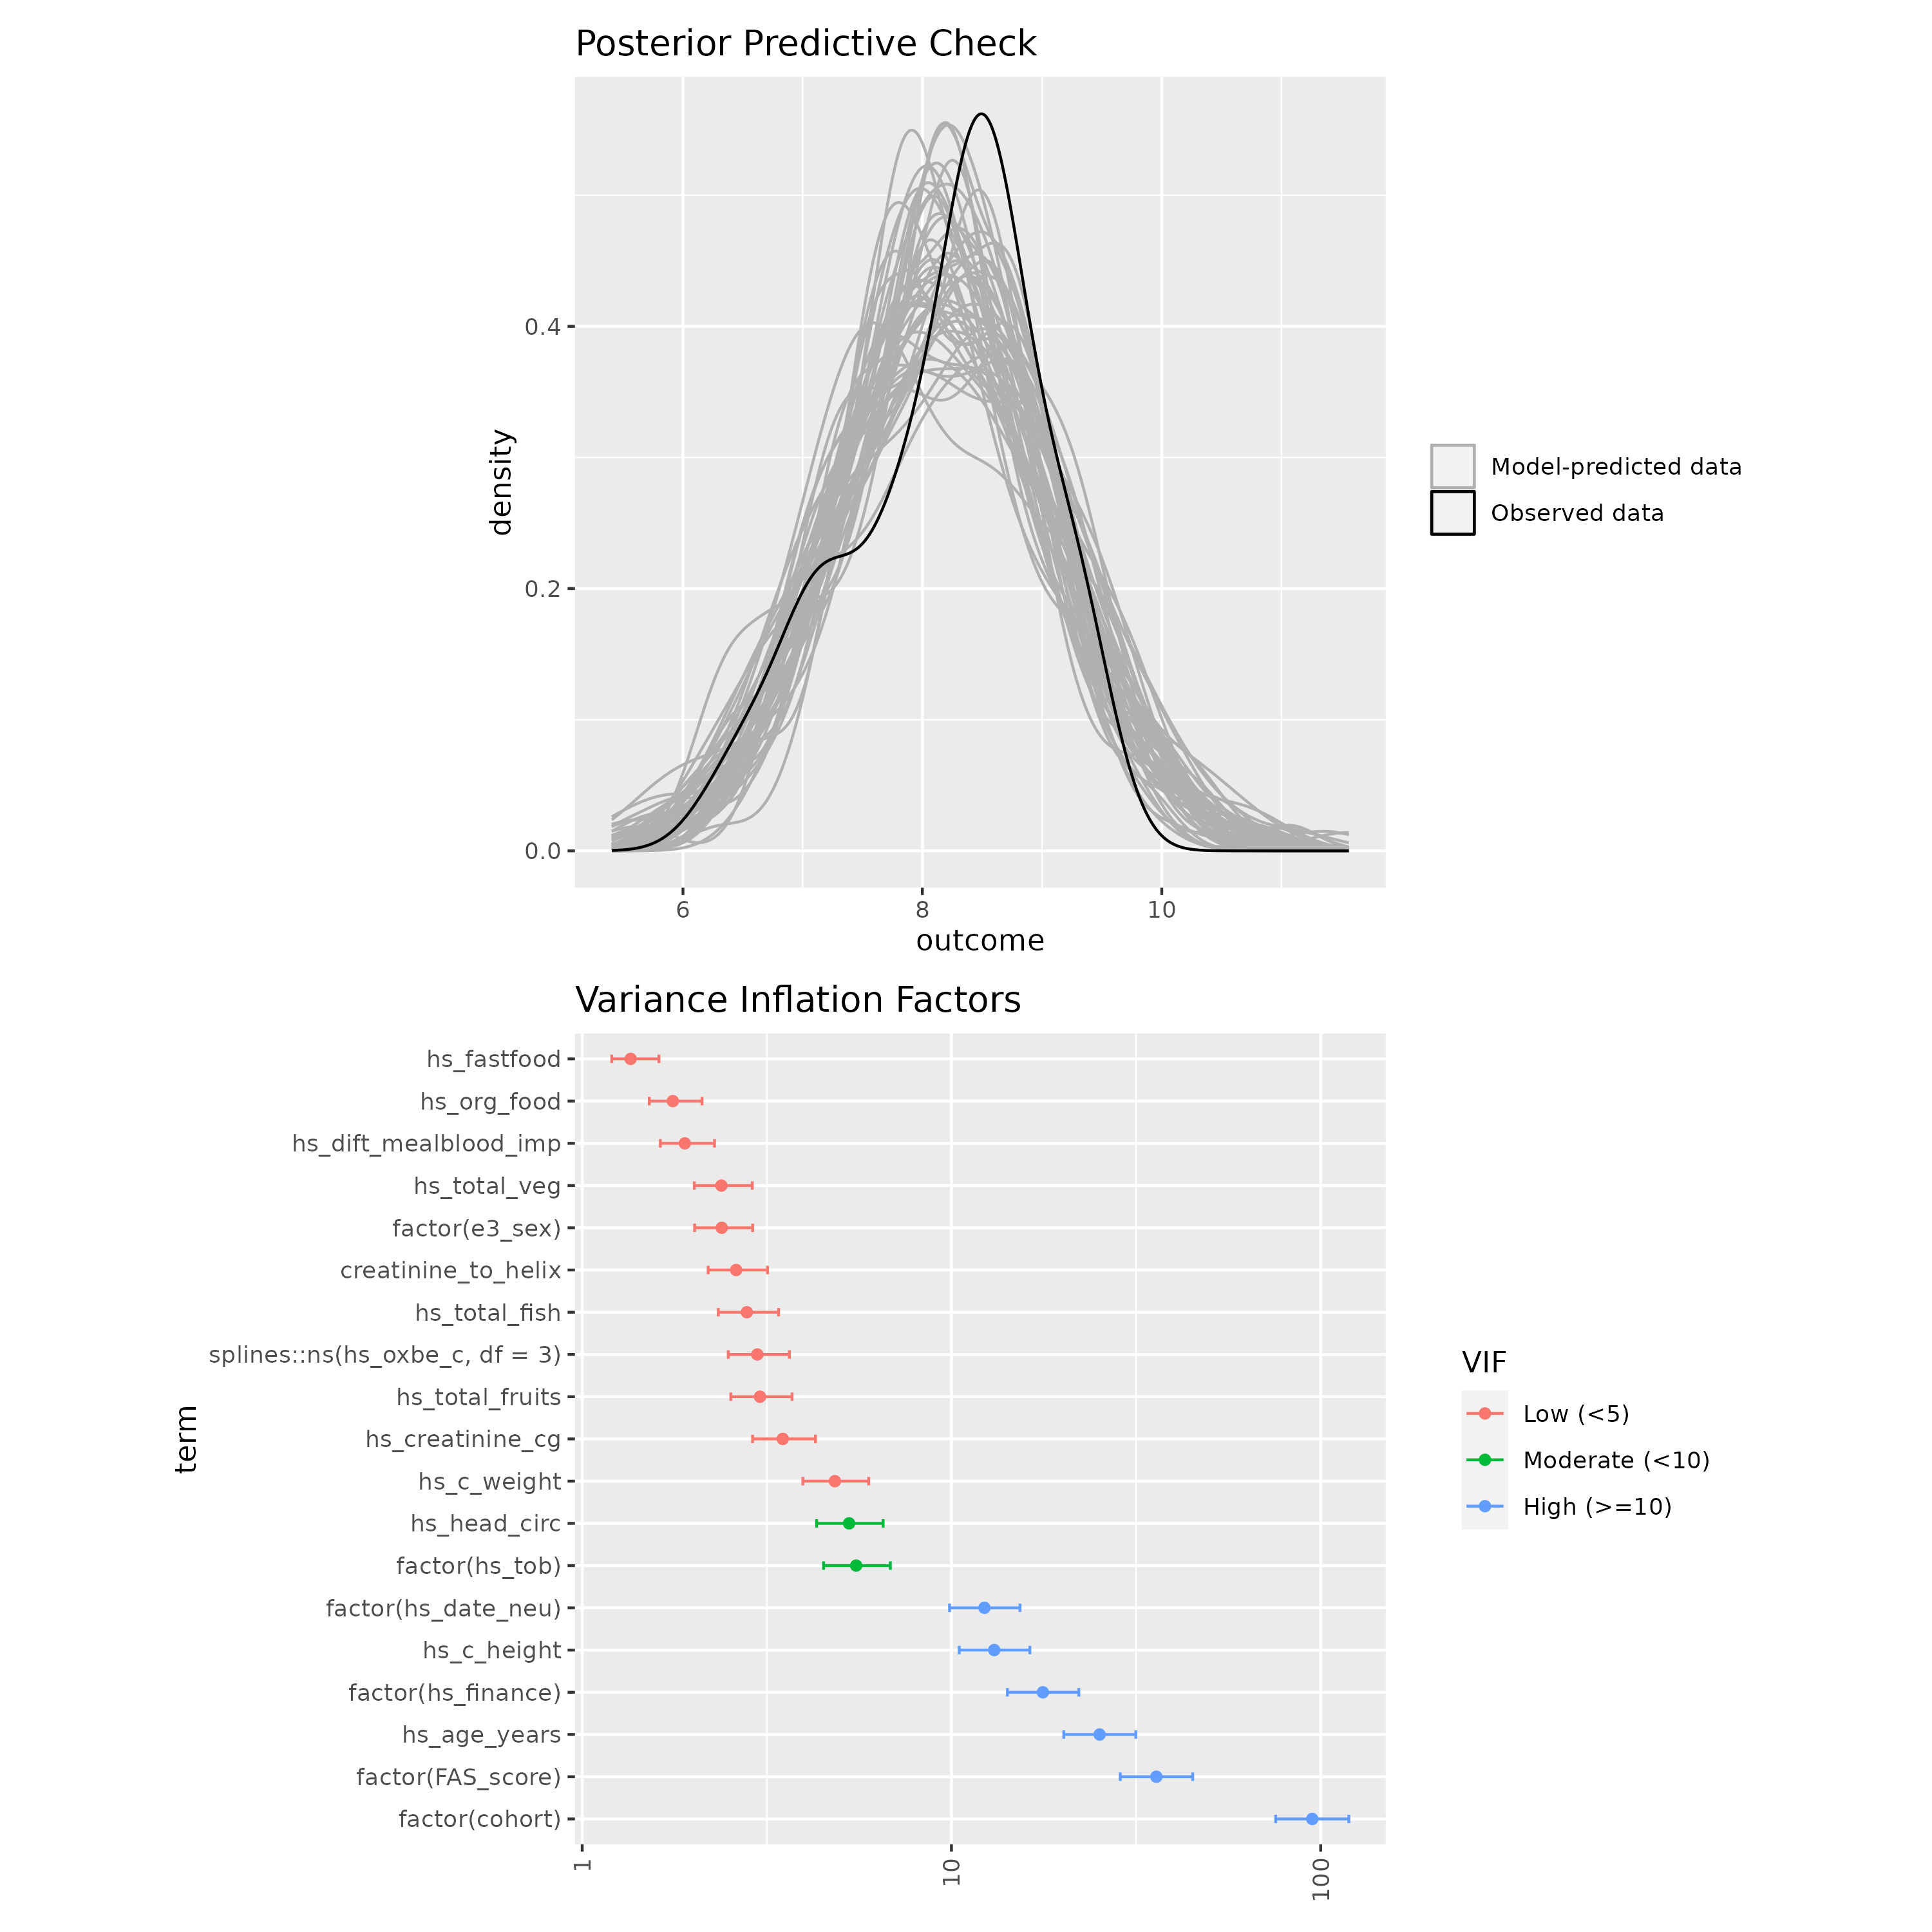 Posterior Predictive Check
density
0.4
0.2
0.0
6 8 10
outcome
Model-predicted data
Observed data
Variance Inflation Factors
term
hs_fastfood
hs_org_food
hs_dift_mealblood_imp
hs_total_veg
factor(e3_sex)
creatinine_to_helix
hs_total_fish
splines::ns(hs_oxbe_c, df = 3)
hs_total_fruits
hs_creatinine_cg
hs_c_weight
hs_head_circ
factor(hs_tob)
factor(hs_date_neu)
hs_c_height
factor(hs_finance)
hs_age_years
factor(FAS_score)
factor(cohort)
1 10 100
VIF
Low (<5)
Moderate (<10)
High (>=10)